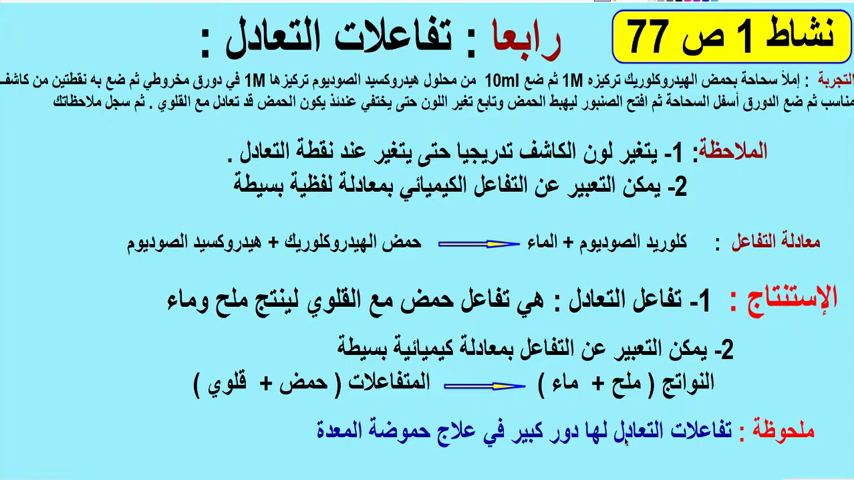 نشاط 1 ص 77
رابعا : تفاعلات التعادل :
التجربة : إملأ سحاحة بحمض الهيدروكلوريك تركيزه 1M ثم ضع 10ml من محلول هيدروكسيد الصوديوم تركيزها 1M في دورق مخروطي ثم ضع به نقطتين من كاشف
مناسب ثم ضع الدورق أسفل السحاحة ثم افتح الصنبور ليهبط الحمض وتابع تغير اللون حتى يختفي عندئذ يكون الحمض قد تعادل مع القلوي . ثم سجل ملاحظاتك
الملاحظة: 1- يتغير لون الكاشف تدريجيا حتى يتغير عند نقطة التعادل .
2- يمكن التعبير عن التفاعل الكيميائي بمعادلة لفظية بسيطة
معادلة التفاعل : كلوريد الصوديوم + الماء حمض الهيدروكلوريك + هيدروكسيد الصوديوم
الإستنتاج : 1- تفاعل التعادل : هي تفاعل حمض مع القلوي لينتج ملح وماء
2- يمكن التعبير عن التفاعل بمعادلة كيميائية بسيطة
النواتج ( ملح + ماء ) المتفاعلات ( حمض + قلوي )
ملحوظة : تفاعلات التعادل لها دور كبير في علاج حموضة المعدة